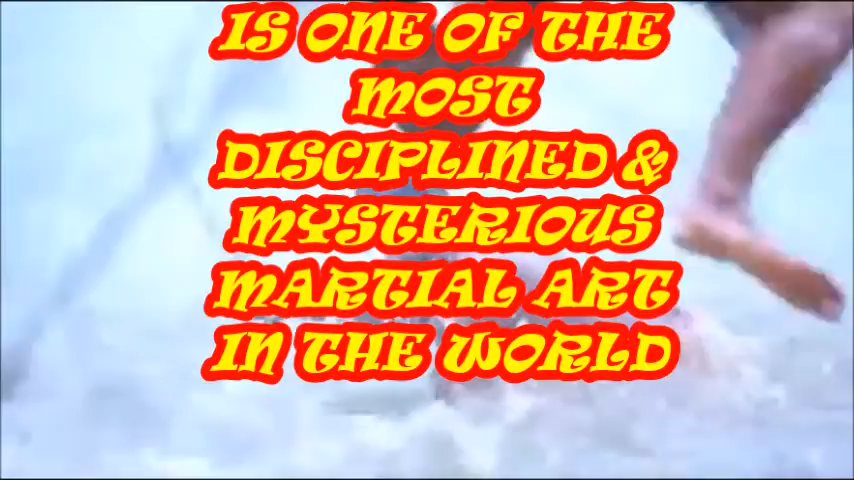 IS ONE OF THE
MOST
DISCIPLINED &
MYSTERIOUS
MARTIAL ART
IN THE WORLD